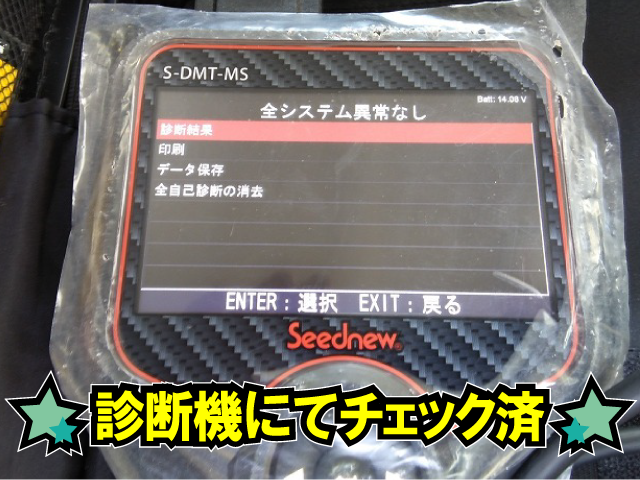 S-DMT-MS
Batt: 14.08 V
全システム異常なし
診断結果
印刷
データ保存
全自己診断の消去
ENTER：選択　EXIT：戻る
Seednew
診断機にてチェック済